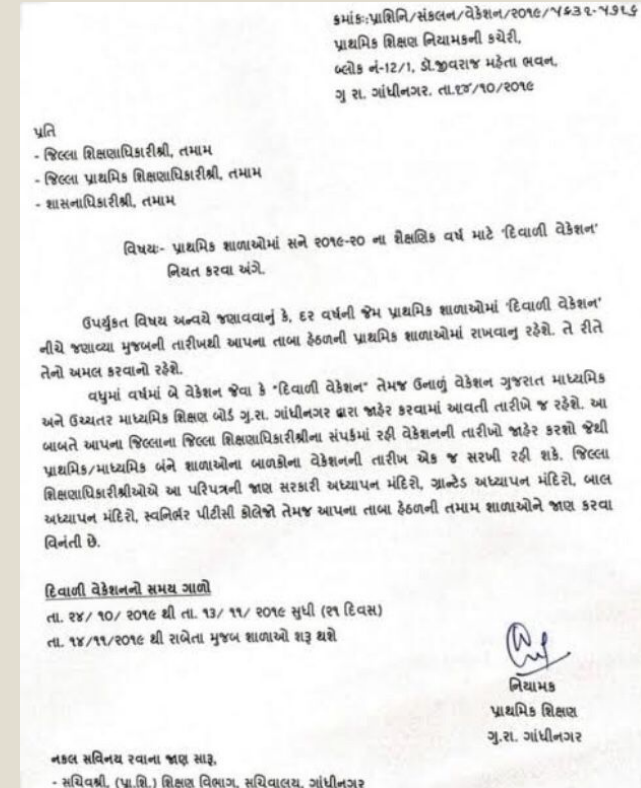 ક્રમાંક:પ્રાશિનિ/સંકલન/વેકેશન/૨૦૧૯/૫૬૩૨-૫૭૨૬
પ્રાથમિક શિક્ષણ નિયામકની કચેરી,
બ્લોક નં-12/1, ડૉ.જીવરાજ મહેતા ભવન,
ગુ રા. ગાંધીનગર. તા.૧૪/૧૦/૨૦૧૯
પ્રતિ
- જિલ્લા શિક્ષણાધિકારીશ્રી, તમામ
- જિલ્લા પ્રાથમિક શિક્ષણાધિકારીશ્રી, તમામ
- શાસનાધિકારીશ્રી, તમામ
વિષય:- પ્રાથમિક શાળાઓમાં સને ૨૦૧૯-૨૦ ના શૈક્ષણિક વર્ષ માટે 'દિવાળી વેકેશન'
નિયત કરવા અંગે.
ઉપર્યુકત વિષય અન્વયે જણાવવાનું કે, દર વર્ષની જેમ પ્રાથમિક શાળાઓમાં 'દિવાળી વેકેશન'
નીચે જણાવ્યા મુજબની તારીખથી આપના તાબા હેઠળની પ્રાથમિક શાળાઓમાં રાખવાનુ રહેશે. તે રીતે
તેનો અમલ કરવાનો રહેશે.
વધુમાં વર્ષમાં બે વેકેશન જેવા કે "દિવાળી વેકેશન" તેમજ ઉનાળું વેકેશન ગુજરાત માધ્યમિક
અને ઉચ્ચતર માધ્યમિક શિક્ષણ બોર્ડ ગુ.રા. ગાંધીનગર દ્વારા જાહેર કરવામાં આવતી તારીખે જ રહેશે. આ
બાબતે આપના જિલ્લાના જિલ્લા શિક્ષણાધિકારીશ્રીના સંપર્કમાં રહી વેકેશનની તારીખો જાહેર કરશો જેથી
પ્રાથમિક/માધ્યમિક બંને શાળાઓના બાળકોના વેકેશનની તારીખ એક જ સરખી રહી શકે. જિલ્લા
શિક્ષણાધિકારીશ્રીઓએ આ પરિપત્રની જાણ સરકારી અધ્યાપન મંદિરો, ગ્રાન્ટેડ અધ્યાપન મંદિરો, બાલ
અધ્યાપન મંદિરો, સ્વનિર્ભર પીટીસી કોલેજો તેમજ આપના તાબા હેઠળની તમામ શાળાઓને જાણ કરવા
વિનંતી છે.
દિવાળી વેકેશનનો સમય ગાળો
તા. ૨૪/ ૧૦/ ૨૦૧૯ થી તા. ૧૩/ ૧૧/ ૨૦૧૯ સુધી (૨૧ દિવસ)
તા. ૧૪/૧૧/૨૦૧૯ થી રાબેતા મુજબ શાળાઓ શરૂ થશે
નિયામક
પ્રાથમિક શિક્ષણ
ગુ.રા. ગાંધીનગર
નકલ સવિનય રવાના જાણ સારૂ.
- સચિવશ્રી, (પ્રા.શિ.) શિક્ષણ વિભાગ, સચિવાલય, ગાંધીનગર